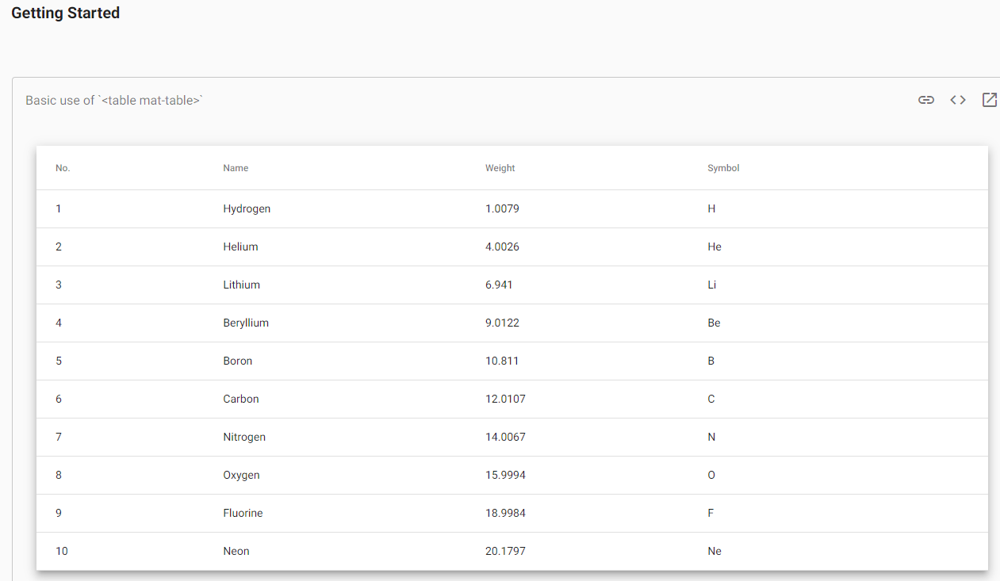 Getting Started
Basic use of `<table mat-table>`
No. Name Weight Symbol
1 Hydrogen 1.0079 H
2 Helium 4.0026 He
3 Lithium 6.941 Li
4 Beryllium 9.0122 Be
5 Boron 10.811 B
6 Carbon 12.0107 C
7 Nitrogen 14.0067 N
8 Oxygen 15.9994 O
9 Fluorine 18.9984 F
10 Neon 20.1797 Ne